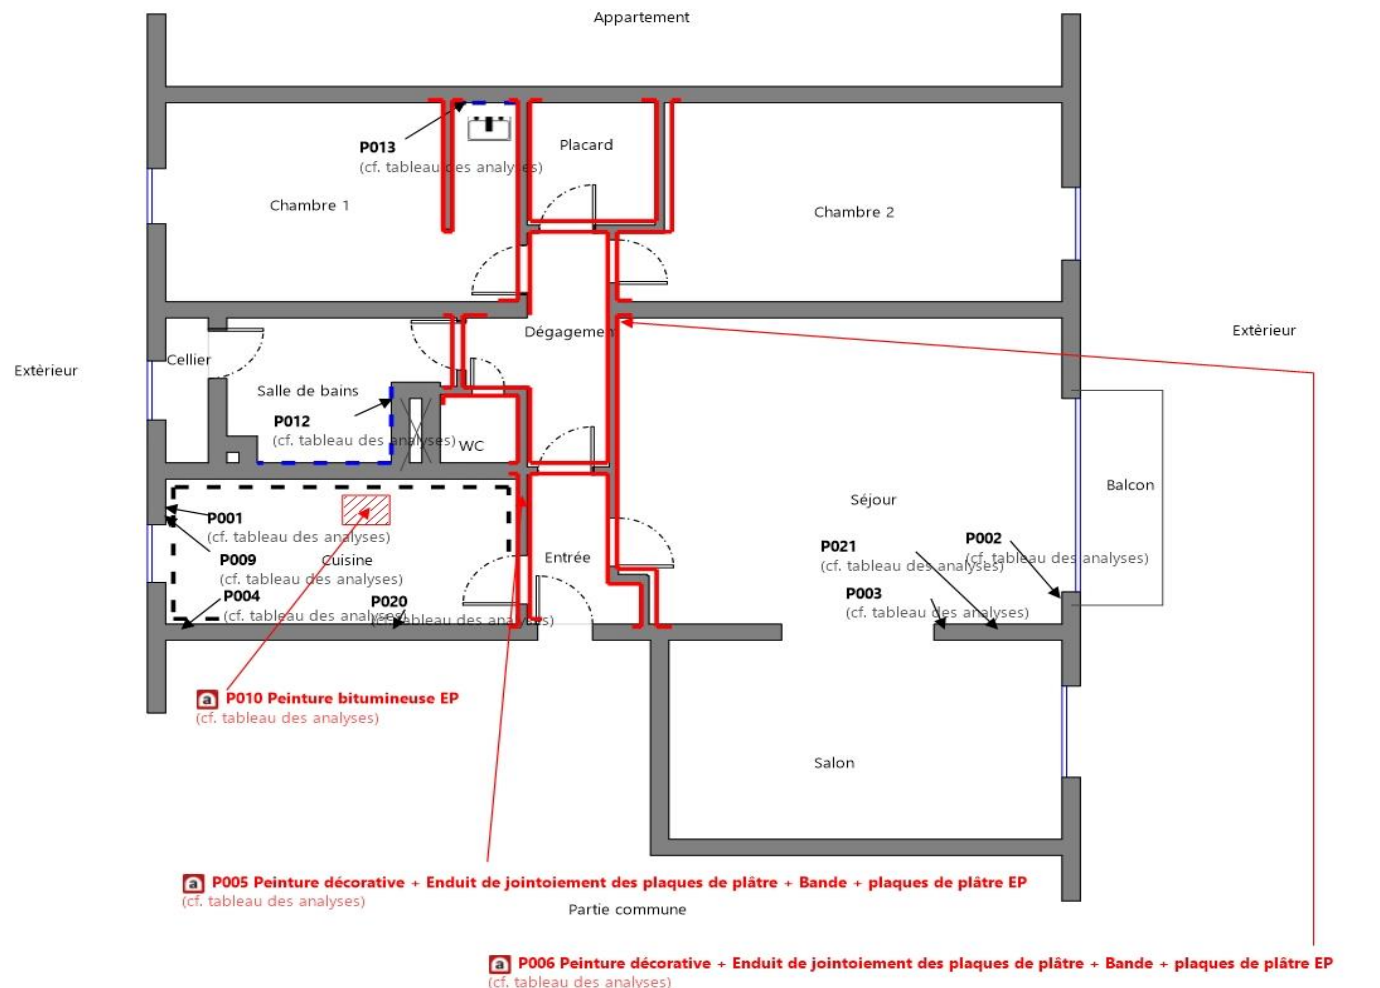 Appartement
Placard
P013
(cf. tableau des analyses)
Chambre 1
Chambre 2
Dégagement
Extèrieur
Cellier
Extèrieur
Salle de bains
P012
(cf. tableau des analyses)
WC
Balcon
Séjour
P001
(cf. tableau des analyses)
P009
(cf. tableau des analyses)
Cuisine
Entrée
P021
(cf. tableau des analyses)
P002
(cf. tableau des analyses)
P004
(cf. tableau des analyses)
P020
(cf. tableau des analyses)
P003
(cf. tableau des analyses)
a P010 Peinture bitumineuse EP
(cf. tableau des analyses)
Salon
a P005 Peinture décorative + Enduit de jointoiement des plaques de plâtre + Bande + plaques de plâtre EP
(cf. tableau des analyses)
Partie commune
a P006 Peinture décorative + Enduit de jointoiement des plaques de plâtre + Bande + plaques de plâtre EP
(cf. tableau des analyses)